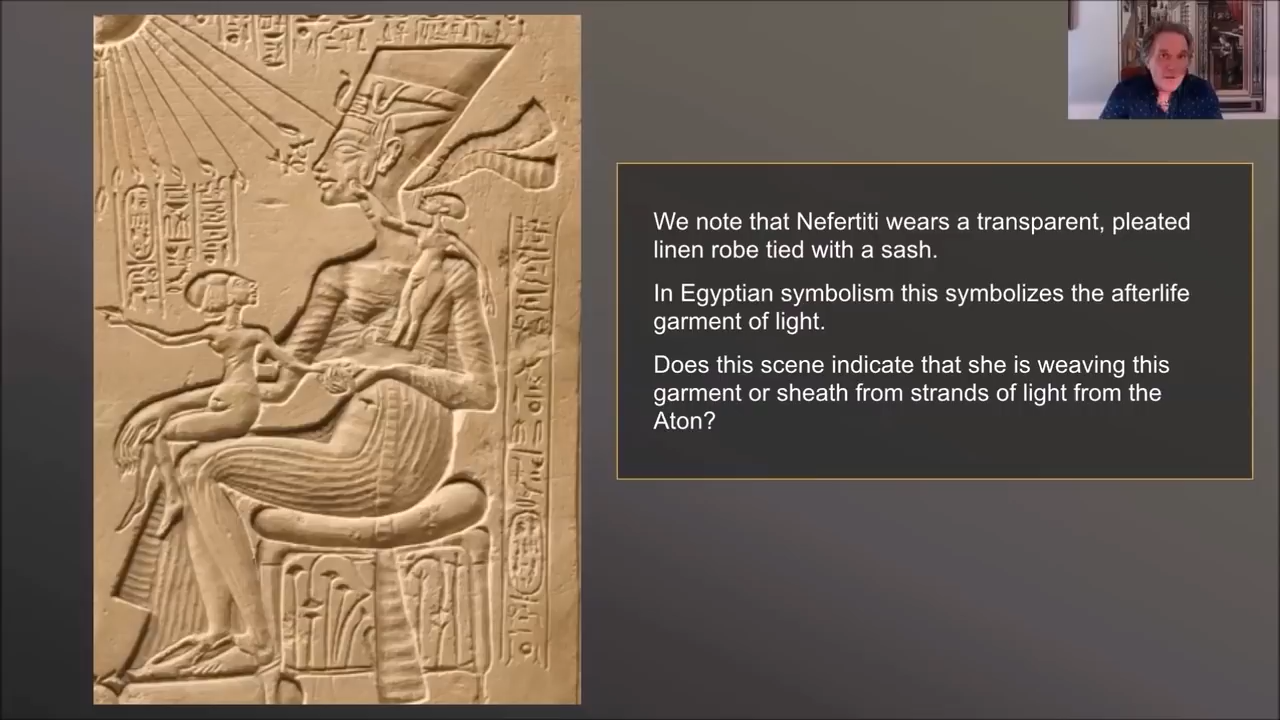 We note that Nefertiti wears a transparent, pleated
linen robe tied with a sash.
In Egyptian symbolism this symbolizes the afterlife
garment of light.
Does this scene indicate that she is weaving this
garment or sheath from strands of light from the
Aton?